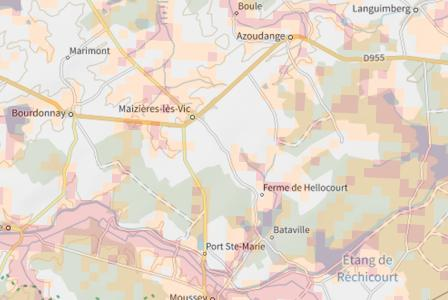 Boule
Languimberg
Azoudange
Marimont
D955
Maizières-lès-Vic
Bourdonnay
Ferme de Hellocourt
Bataville
Port Ste-Marie
Étang de
Réchicourt
Moussey